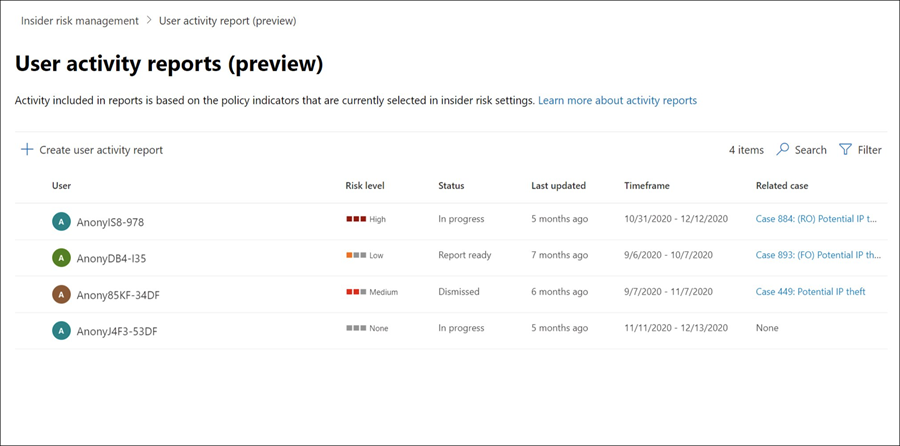 Insider risk management > User activity report (preview)
User activity reports (preview)
Activity included in reports is based on the policy indicators that are currently selected in insider risk settings. Learn more about activity reports
+ Create user activity report 4 items Search Filter
User Risk level Status Last updated Timeframe Related case
A AnonyIS8-978 High In progress 5 months ago 10/31/2020 - 12/12/2020 Case 884: (RO) Potential IP t...
A AnonyDB4-I35 Low Report ready 7 months ago 9/6/2020 - 10/7/2020 Case 893: (FO) Potential IP th...
A Anony85KF-34DF Medium Dismissed 6 months ago 9/7/2020 - 11/7/2020 Case 449: Potential IP theft
A AnonyJ4F3-53DF None In progress 5 months ago 11/11/2020 - 12/13/2020 None